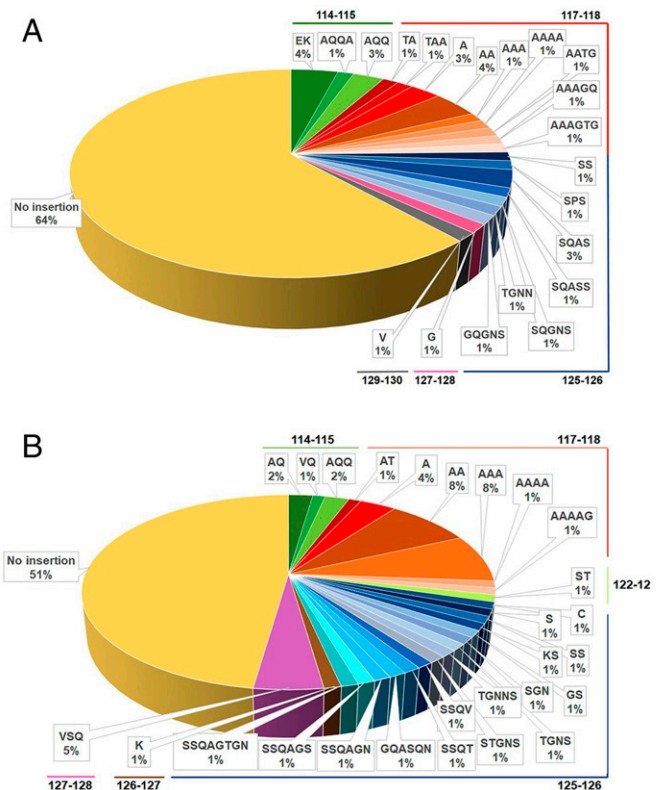 A
114-115
117-118
EK
4%
AQQA
1%
AQQ
3%
TA
1%
TAA
1%
A
3%
AA
4%
AAA
1%
AAAA
1%
AATG
1%
AAAGQ
1%
AAAGTG
1%
SS
1%
SPS
1%
SQAS
3%
SQASS
1%
SQGNS
1%
TGNN
1%
GQGNS
1%
G
1%
V
1%
No insertion
64%
129-130
127-128
125-126
B
114-115
117-118
AQ
2%
VQ
1%
AQQ
2%
AT
1%
A
4%
AA
8%
AAA
8%
AAAA
1%
AAAAG
1%
ST
1%
122-12
C
1%
S
1%
SS
1%
KS
1%
GS
1%
SGN
1%
TGNS
1%
TGNNS
1%
STGNS
1%
SSQV
1%
SSQT
1%
GQASQN
1%
SSQAGN
1%
SSQAGS
1%
SSQAGTGN
1%
K
1%
VSQ
5%
No insertion
51%
127-128
126-127
125-126